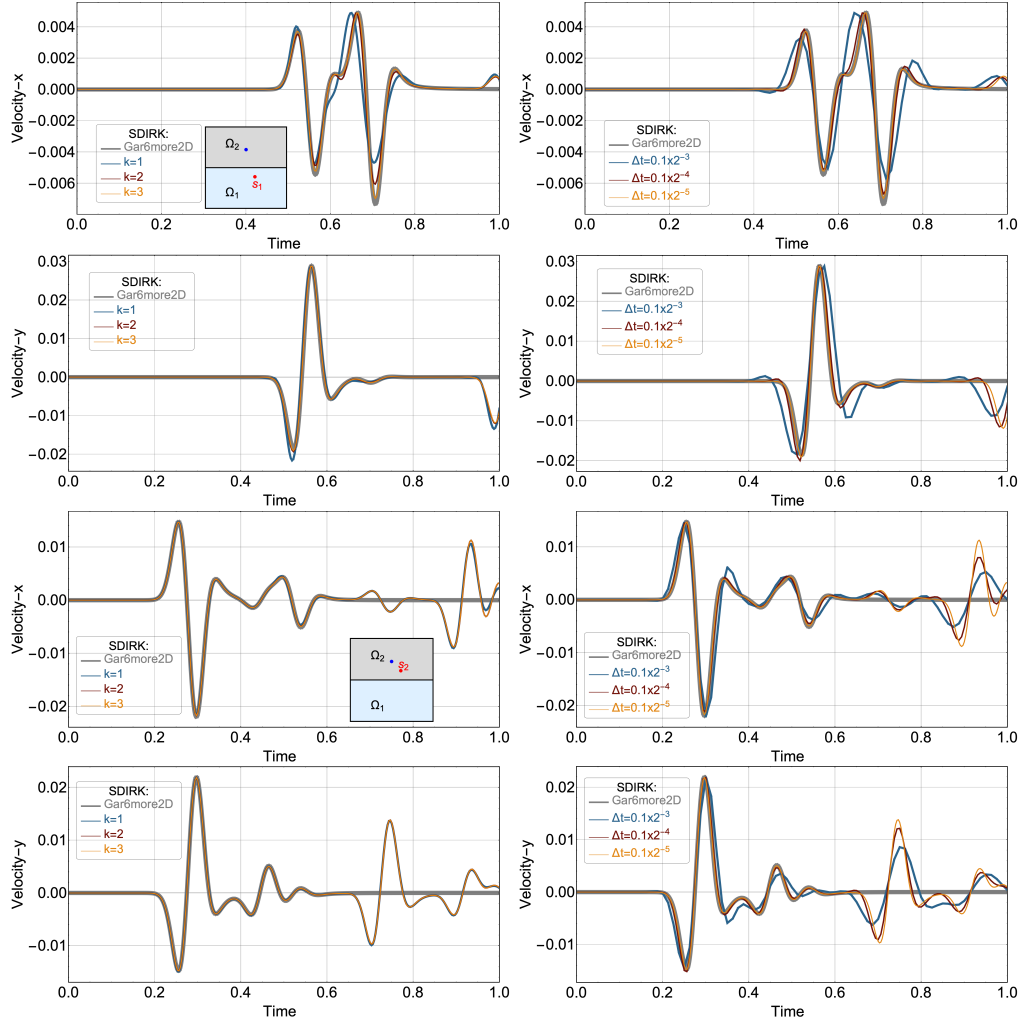 0.004
0.002
0.000
−0.002
−0.004
−0.006
Velocity−x
SDIRK:
Gar6more2D
k=1
k=2
k=3
Ω₂
Ω₁
s₁
0.0 0.2 0.4 0.6 0.8 1.0
Time
0.004
0.002
0.000
−0.002
−0.004
−0.006
Velocity−x
SDIRK:
Gar6more2D
Δt=0.1x2⁻³
Δt=0.1x2⁻⁴
Δt=0.1x2⁻⁵
0.0 0.2 0.4 0.6 0.8 1.0
Time
0.03
0.02
0.01
0.00
−0.01
−0.02
Velocity−y
SDIRK:
Gar6more2D
k=1
k=2
k=3
0.0 0.2 0.4 0.6 0.8 1.0
Time
0.03
0.02
0.01
0.00
−0.01
−0.02
Velocity−y
SDIRK:
Gar6more2D
Δt=0.1x2⁻³
Δt=0.1x2⁻⁴
Δt=0.1x2⁻⁵
0.0 0.2 0.4 0.6 0.8 1.0
Time
0.01
0.00
−0.01
−0.02
Velocity−x
SDIRK:
Gar6more2D
k=1
k=2
k=3
Ω₂
s₂
Ω₁
0.0 0.2 0.4 0.6 0.8 1.0
Time
0.01
0.00
−0.01
−0.02
Velocity−x
SDIRK:
Gar6more2D
Δt=0.1x2⁻³
Δt=0.1x2⁻⁴
Δt=0.1x2⁻⁵
0.0 0.2 0.4 0.6 0.8 1.0
Time
0.02
0.01
0.00
−0.01
Velocity−y
SDIRK:
Gar6more2D
k=1
k=2
k=3
0.0 0.2 0.4 0.6 0.8 1.0
Time
0.02
0.01
0.00
−0.01
Velocity−y
SDIRK:
Gar6more2D
Δt=0.1x2⁻³
Δt=0.1x2⁻⁴
Δt=0.1x2⁻⁵
0.0 0.2 0.4 0.6 0.8 1.0
Time